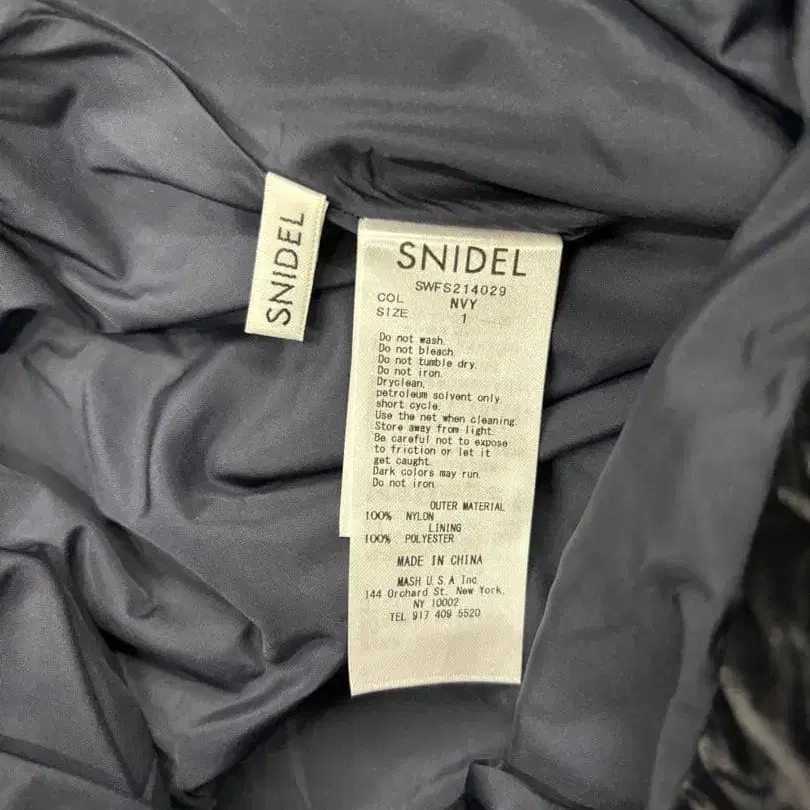 SNIDEL
SNIDEL
SWFS214029
COL NVY
SIZE 1
Do not wash.
Do not bleach.
Do not tumble dry.
Do not iron.
Dryclean.
petroleum solvent only.
short cycle.
Use the net when cleaning.
Store away from light.
Be careful not to expose
to friction or let it
get caught.
Dark colors may run.
Do not iron.
OUTER MATERIAL
100% NYLON
LINING
100% POLYESTER
MADE IN CHINA
MASH U.S.A Inc
144 Orchard St. New York,
NY 10002
TEL 917 409 5520